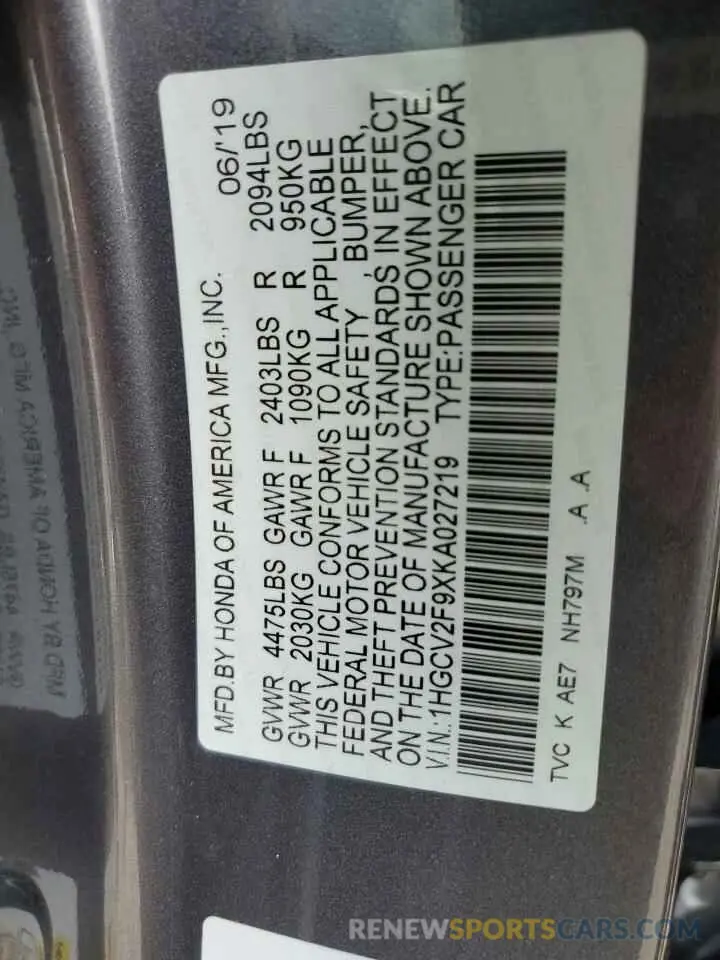 MFD.BY HONDA OF AMERICA MFG.,INC. 06/'19
GVWR 4475LBS GAWR F 2403LBS R 2094LBS
GVWR 2030KG GAWR F 1090KG R 950KG
THIS VEHICLE CONFORMS TO ALL APPLICABLE
FEDERAL MOTOR VEHICLE SAFETY , BUMPER,
AND THEFT PREVENTION STANDARDS IN EFFECT
ON THE DATE OF MANUFACTURE SHOWN ABOVE.
V.I.N.:1HGCV2F9XKA027219 TYPE:PASSENGER CAR
TVC K AE7 NH797M .A .A
RENEWSPORTSCARS.COM